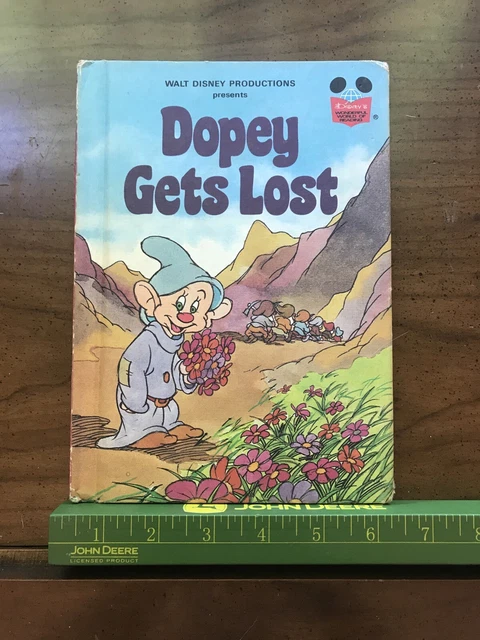 WALT DISNEY PRODUCTIONS
presents
Disney's
WONDERFUL
WORLD OF
READING
®
Dopey
Gets Lost
JOHN DEERE
1 2 3 4 5 6 7 8
JOHN DEERE
LICENSED PRODUCT